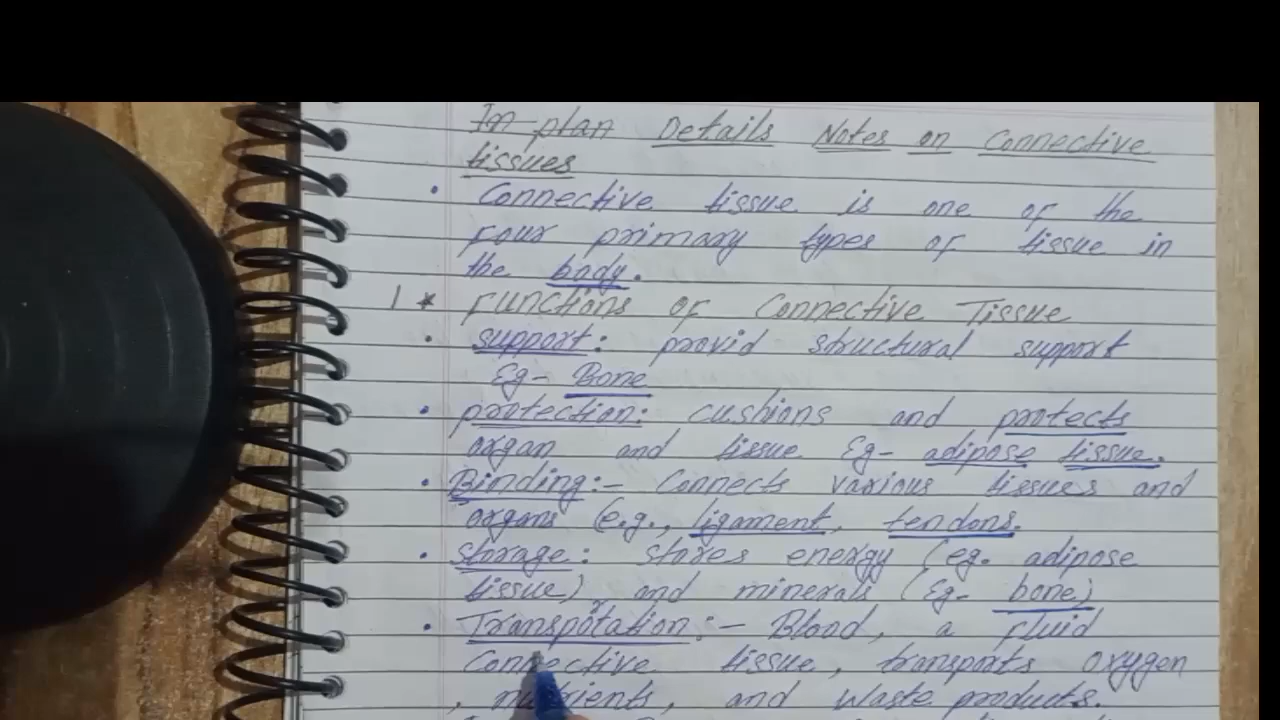 In-plan Details Notes on Connective
tissues
• Connective tissue is one of the
four primary types of tissue in
the body.
1 * Functions of Connective Tissue
• support: provid structural support
Eg- Bone
• protection: cushions and protects
organ and tissue Eg- adipose tissue.
• Binding:- Connects various tissues and
organs (e.g., ligament, tendons.
• storage: stores energy (eg. adipose
tissue) and minerals (Eg- bone)
• Transpotation:- Blood, a fluid
Connective tissue, transports oxygen
, nutrients, and waste products.